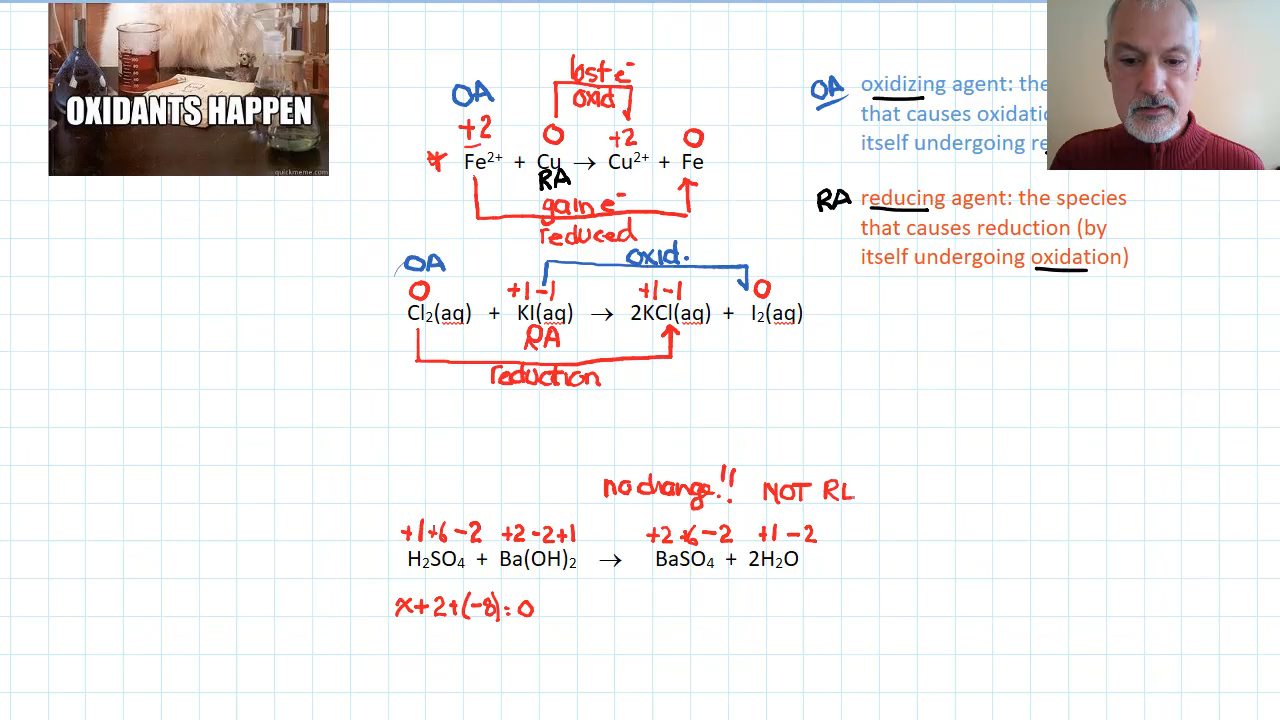 OXIDANTS HAPPEN
quickmeme.com
lost e⁻
oxid
OA
+2 0 +2 0
* Fe²⁺ + Cu → Cu²⁺ + Fe
RA
gain e⁻
reduced
OA oxidizing agent: the
that causes oxidatio
itself undergoing re
RA reducing agent: the species
that causes reduction (by
itself undergoing oxidation)
oxid.
OA
0 +1 -1 +1 -1 0
Cl₂(aq) + KI(aq) → 2KCl(aq) + I₂(aq)
RA
reduction
no change!! NOT RE
+1 +6 -2 +2 -2 +1 +2 +6 -2 +1 -2
H₂SO₄ + Ba(OH)₂ → BaSO₄ + 2H₂O
x + 2 + (-8) = 0